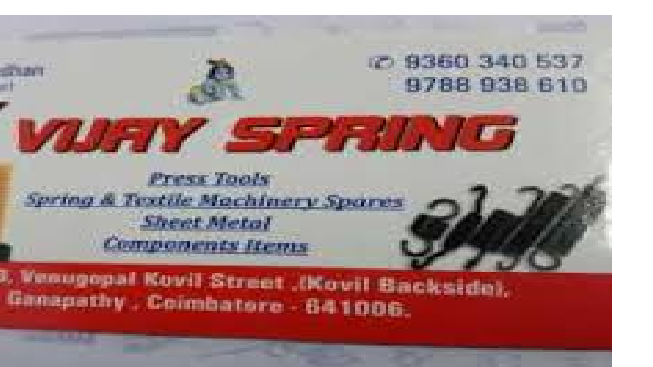 9360 340 537
9788 938 610
VIJAY SPRING
Press Tools
Spring & Textile Machinery Spares
Sheet Metal
Components Items
Venugopal Kovil Street .(Kovil Backside),
Ganapathy , Coimbatore - 641006.